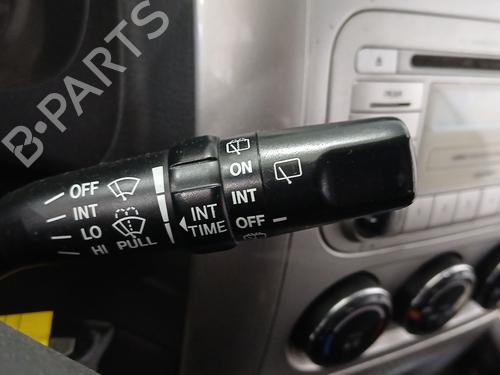 B-PARTS
OFF
INT
LO
HI
PULL
INT
TIME
ON
INT
OFF